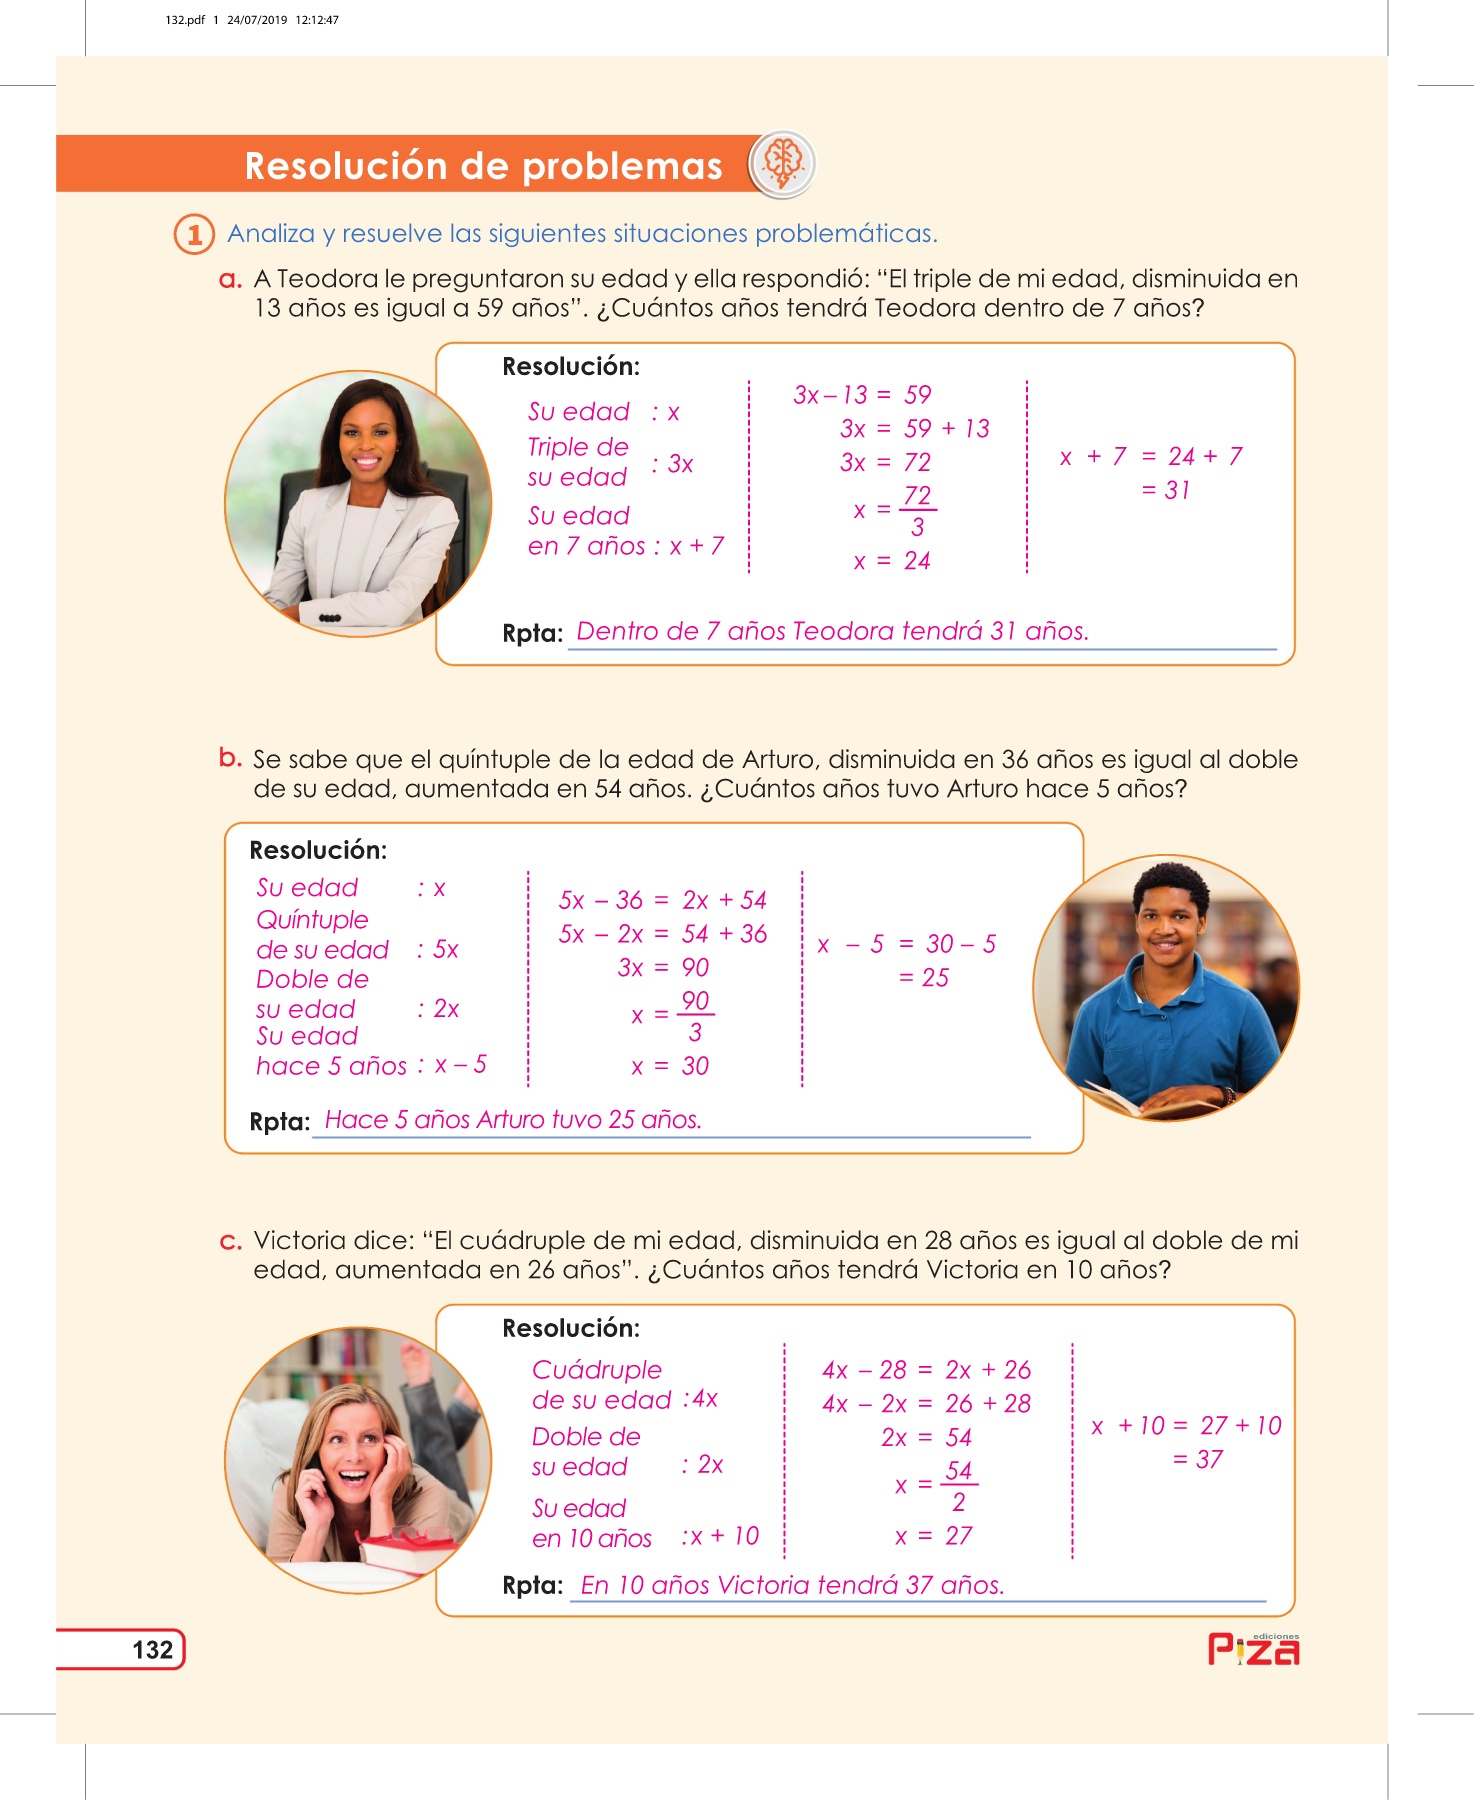 132.pdf 1 24/07/2019 12:12:47
Resolución de problemas
1 Analiza y resuelve las siguientes situaciones problemáticas.
a. A Teodora le preguntaron su edad y ella respondió: “El triple de mi edad, disminuida en
13 años es igual a 59 años”. ¿Cuántos años tendrá Teodora dentro de 7 años?
Resolución:
Su edad : x
Triple de
su edad : 3x
Su edad
en 7 años : x + 7
3x – 13 = 59
3x = 59 + 13
3x = 72
x = 72/3
x = 24
x + 7 = 24 + 7
= 31
Rpta: Dentro de 7 años Teodora tendrá 31 años.
b. Se sabe que el quíntuple de la edad de Arturo, disminuida en 36 años es igual al doble
de su edad, aumentada en 54 años. ¿Cuántos años tuvo Arturo hace 5 años?
Resolución:
Su edad : x
Quíntuple
de su edad : 5x
Doble de
su edad : 2x
Su edad
hace 5 años : x – 5
5x – 36 = 2x + 54
5x – 2x = 54 + 36
3x = 90
x = 90/3
x = 30
x – 5 = 30 – 5
= 25
Rpta: Hace 5 años Arturo tuvo 25 años.
c. Victoria dice: “El cuádruple de mi edad, disminuida en 28 años es igual al doble de mi
edad, aumentada en 26 años”. ¿Cuántos años tendrá Victoria en 10 años?
Resolución:
Cuádruple
de su edad :4x
Doble de
su edad : 2x
Su edad
en 10 años :x + 10
4x – 28 = 2x + 26
4x – 2x = 26 + 28
2x = 54
x = 54/2
x = 27
x + 10 = 27 + 10
= 37
Rpta: En 10 años Victoria tendrá 37 años.
132
ediciones
Piza